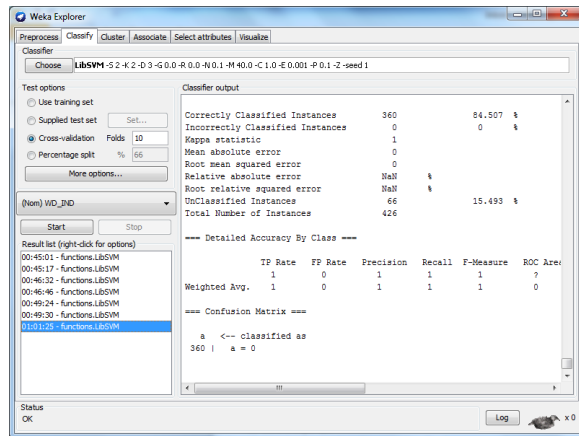 Weka Explorer
Preprocess Classify Cluster Associate Select attributes Visualize
Classifier
Choose LibSVM -S 2 -K 2 -D 3 -G 0.0 -R 0.0 -N 0.1 -M 40.0 -C 1.0 -E 0.001 -P 0.1 -Z -seed 1
Test options
Use training set
Supplied test set Set...
Cross-validation Folds 10
Percentage split % 66
More options...
(Nom) WD_IND
Start Stop
Result list (right-click for options)
00:45:01 - functions.LibSVM
00:45:17 - functions.LibSVM
00:46:32 - functions.LibSVM
00:46:46 - functions.LibSVM
00:49:24 - functions.LibSVM
00:49:30 - functions.LibSVM
01:01:25 - functions.LibSVM
Classifier output
Correctly Classified Instances 360 84.507 %
Incorrectly Classified Instances 0 0 %
Kappa statistic 1
Mean absolute error 0
Root mean squared error 0
Relative absolute error NaN %
Root relative squared error NaN %
UnClassified Instances 66 15.493 %
Total Number of Instances 426
=== Detailed Accuracy By Class ===
TP Rate FP Rate Precision Recall F-Measure ROC Area
1 0 1 1 1 ?
Weighted Avg. 1 0 1 1 1 0
=== Confusion Matrix ===
a <-- classified as
360 | a = 0
Status
OK
Log
x 0